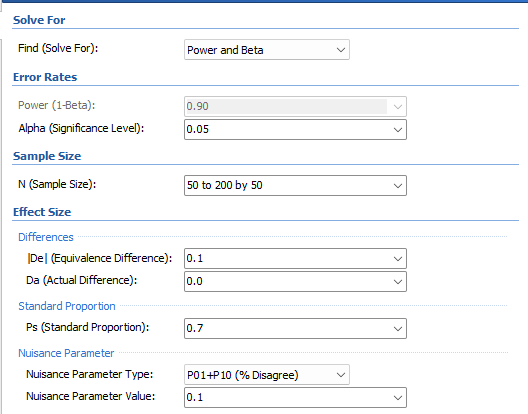 Solve For
Find (Solve For): Power and Beta
Error Rates
Power (1-Beta): 0.90
Alpha (Significance Level): 0.05
Sample Size
N (Sample Size): 50 to 200 by 50
Effect Size
Differences
|De| (Equivalence Difference): 0.1
Da (Actual Difference): 0.0
Standard Proportion
Ps (Standard Proportion): 0.7
Nuisance Parameter
Nuisance Parameter Type: P01+P10 (% Disagree)
Nuisance Parameter Value: 0.1